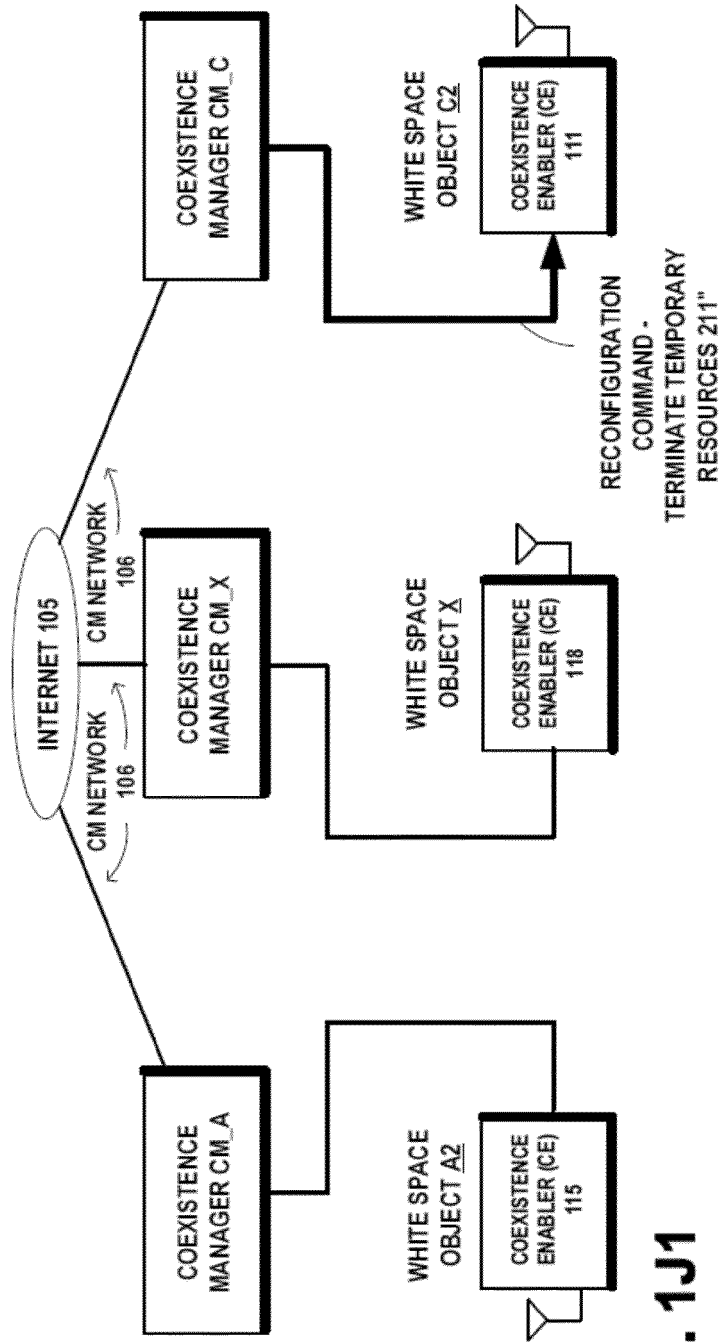 INTERNET 105
CM NETWORK
106
CM NETWORK
106
COEXISTENCE
MANAGER CM_A
COEXISTENCE
MANAGER CM_X
COEXISTENCE
MANAGER CM_C
WHITE SPACE
OBJECT A2
WHITE SPACE
OBJECT X
WHITE SPACE
OBJECT C2
COEXISTENCE
ENABLER (CE)
115
COEXISTENCE
ENABLER (CE)
118
COEXISTENCE
ENABLER (CE)
111
RECONFIGURATION
COMMAND -
TERMINATE TEMPORARY
RESOURCES 211"
. 1J1